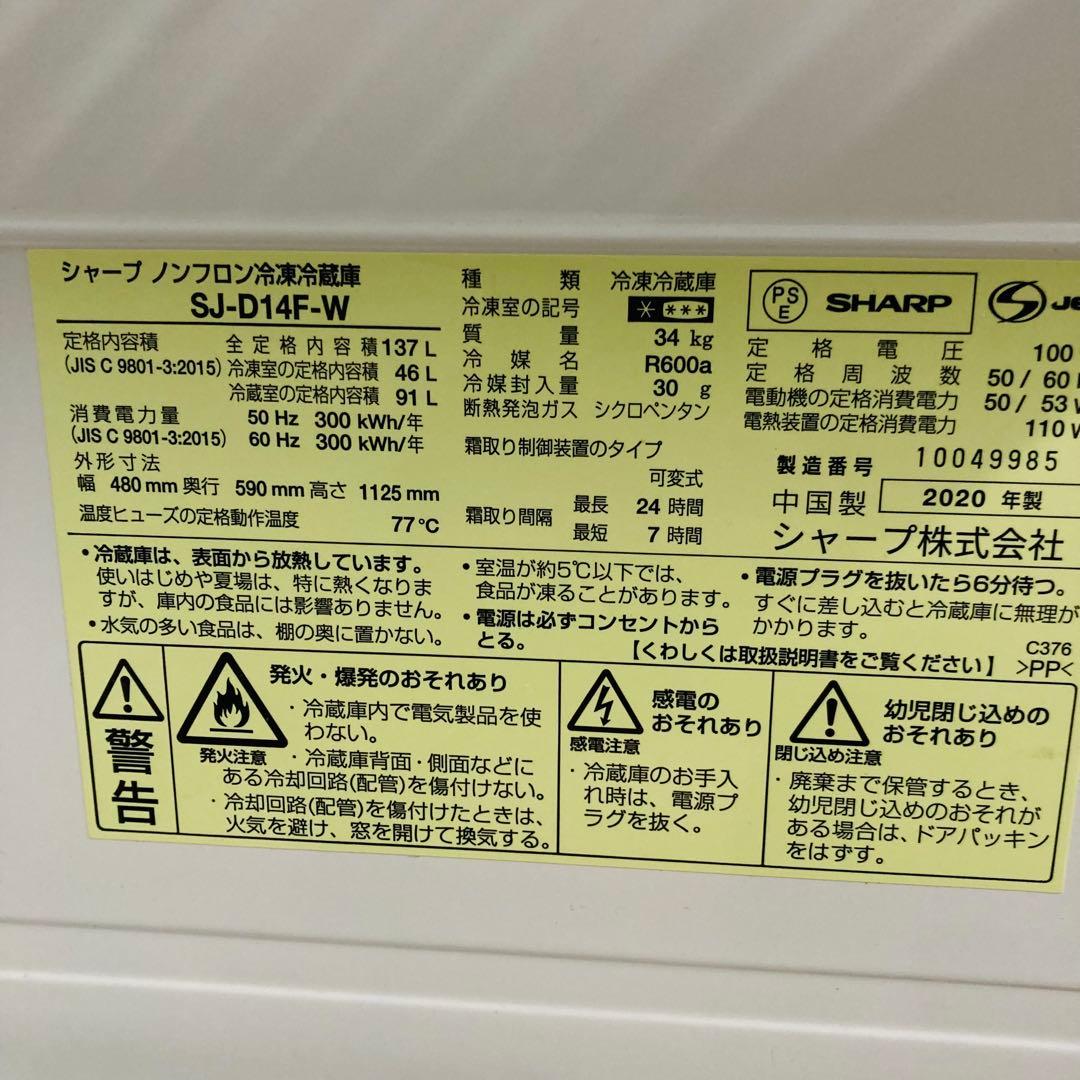 シャープ ノンフロン冷凍冷蔵庫
SJ-D14F-W
定格内容積 全定格内容積 137 L
(JIS C 9801-3:2015) 冷凍室の定格内容積 46 L
冷蔵室の定格内容積 91 L
消費電力量 50 Hz 300 kWh/年
(JIS C 9801-3:2015) 60 Hz 300 kWh/年
外形寸法
幅 480 mm 奥行 590 mm 高さ 1125 mm
温度ヒューズの定格動作温度 77℃
種類 冷凍冷蔵庫
冷凍室の記号 * ***
質量 34 kg
冷媒名 R600a
冷媒封入量 30 g
断熱発泡ガス シクロペンタン
霜取り制御装置のタイプ
可変式
霜取り間隔 最長 24 時間
最短 7 時間
PSE SHARP
定格電圧 100
定格周波数 50 / 60
電動機の定格消費電力 50 / 53 W
電熱装置の定格消費電力 110 W
製造番号 10049985
中国製 2020 年製
シャープ株式会社
・冷蔵庫は、表面から放熱しています。
使いはじめや夏場は、特に熱くなりま
すが、庫内の食品には影響ありません。
・水気の多い食品は、棚の奥に置かない。
・室温が約5℃以下では、
食品が凍ることがあります。
・電源は必ずコンセントから
とる。
・電源プラグを抜いたら6分待つ。
すぐに差し込むと冷蔵庫に無理が
かかります。
【くわしくは取扱説明書をご覧ください】
C376
>PP<
警告
発火注意
発火・爆発のおそれあり
・冷蔵庫内で電気製品を使
わない。
・冷蔵庫背面・側面などに
ある冷却回路(配管)を傷付けない。
・冷却回路(配管)を傷付けたときは、
火気を避け、窓を開けて換気する。
感電注意
感電の
おそれあり
・冷蔵庫のお手入
れ時は、電源プ
ラグを抜く。
閉じ込め注意
幼児閉じ込めの
おそれあり
・廃棄まで保管するとき、
幼児閉じ込めのおそれが
ある場合は、ドアパッキン
をはずす。